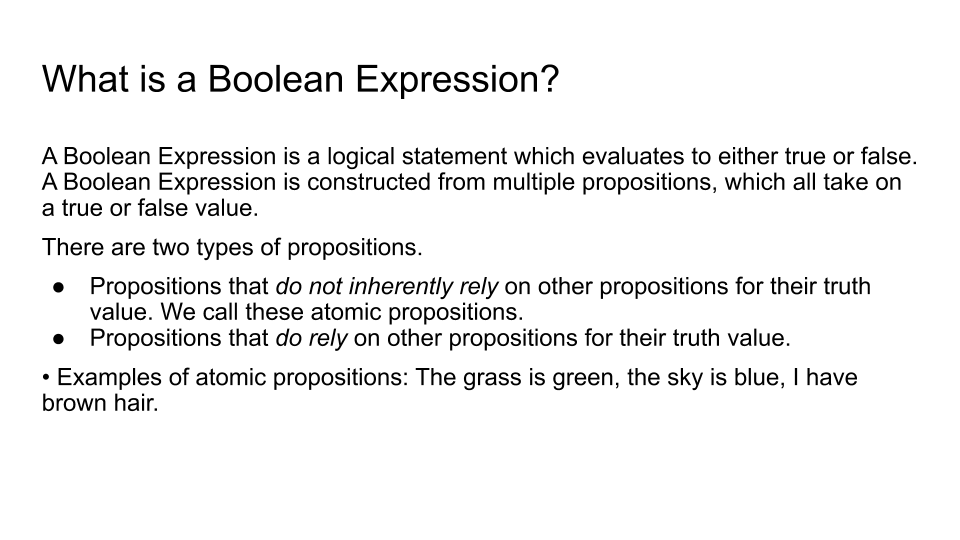 What is a Boolean Expression?
A Boolean Expression is a logical statement which evaluates to either true or false.
A Boolean Expression is constructed from multiple propositions, which all take on
a true or false value.
There are two types of propositions.
● Propositions that do not inherently rely on other propositions for their truth
value. We call these atomic propositions.
● Propositions that do rely on other propositions for their truth value.
• Examples of atomic propositions: The grass is green, the sky is blue, I have
brown hair.